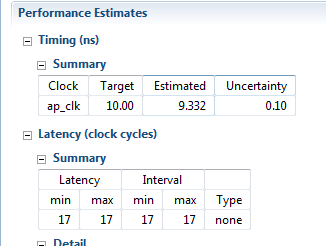 Performance Estimates
Timing (ns)
Summary
Clock Target Estimated Uncertainty
ap_clk 10.00 9.332 0.10
Latency (clock cycles)
Summary
Latency Interval
min max min max Type
17 17 17 17 none
Detail